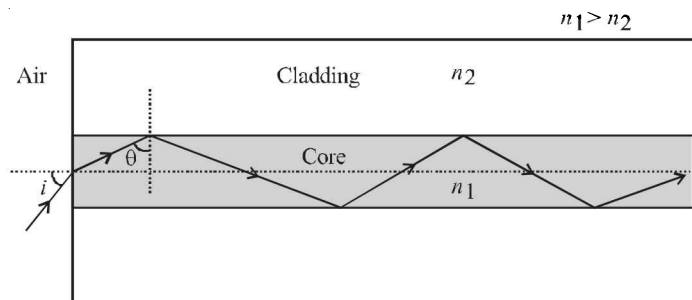 n₁ > n₂
Air
Cladding n₂
Core
θ
i
n₁